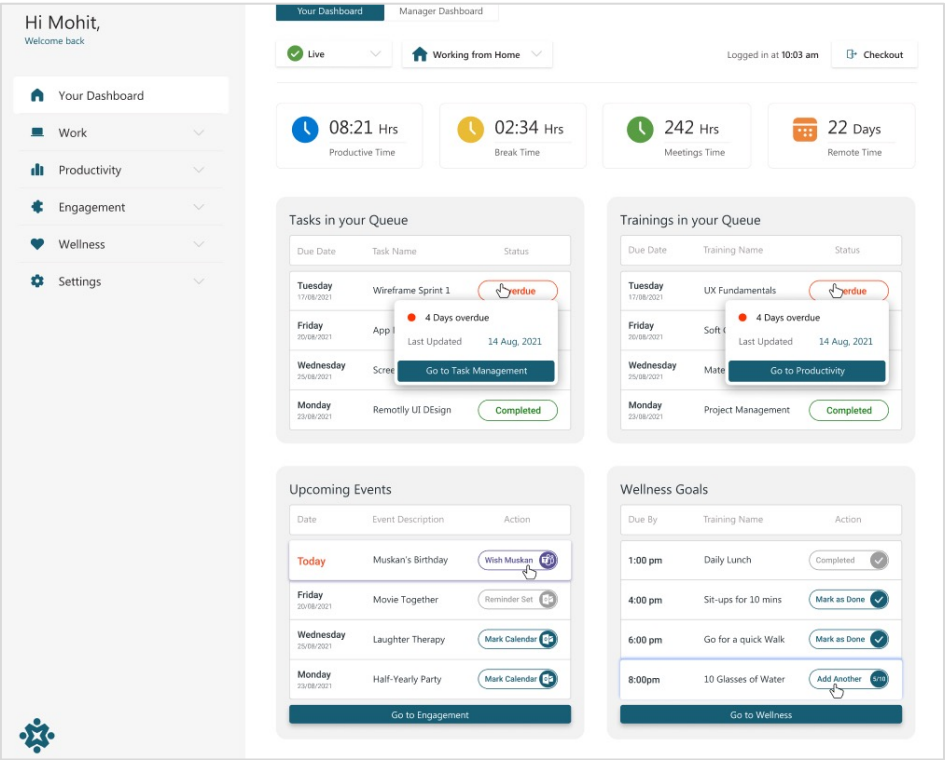 Hi Mohit,
Welcome back
Your Dashboard
Work
Productivity
Engagement
Wellness
Settings
Your Dashboard Manager Dashboard
Live Working from Home Logged in at 10:03 am Checkout
08:21 Hrs
Productive Time
02:34 Hrs
Break Time
242 Hrs
Meetings Time
22 Days
Remote Time
Tasks in your Queue
Due Date Task Name Status
Tuesday
17/08/2021
Wireframe Sprint 1
4 Days overdue
Friday
20/08/2021
App
Last Updated 14 Aug, 2021
Wednesday
25/08/2021
Go to Task Management
Monday
23/08/2021
Remotlly UI DEsign Completed
Trainings in your Queue
Due Date Training Name Status
Tuesday
17/08/2021
UX Fundamentals
4 Days overdue
Friday
20/08/2021
Soft
Last Updated 14 Aug, 2021
Wednesday
25/08/2021
Go to Productivity
Monday
23/08/2021
Project Management Completed
Upcoming Events
Date Event Description Action
Today Muskan's Birthday Wish Muskan
Friday
20/08/2021
Movie Together Reminder Set
Wednesday
25/08/2021
Laughter Therapy Mark Calendar
Monday
23/08/2021
Half-Yearly Party Mark Calendar
Go to Engagement
Wellness Goals
Due By Training Name Action
1:00 pm Daily Lunch Completed
4:00 pm Sit-ups for 10 mins Mark as Done
6:00 pm Go for a quick Walk Mark as Done
8:00pm 10 Glasses of Water Add Another 5/10
Go to Wellness